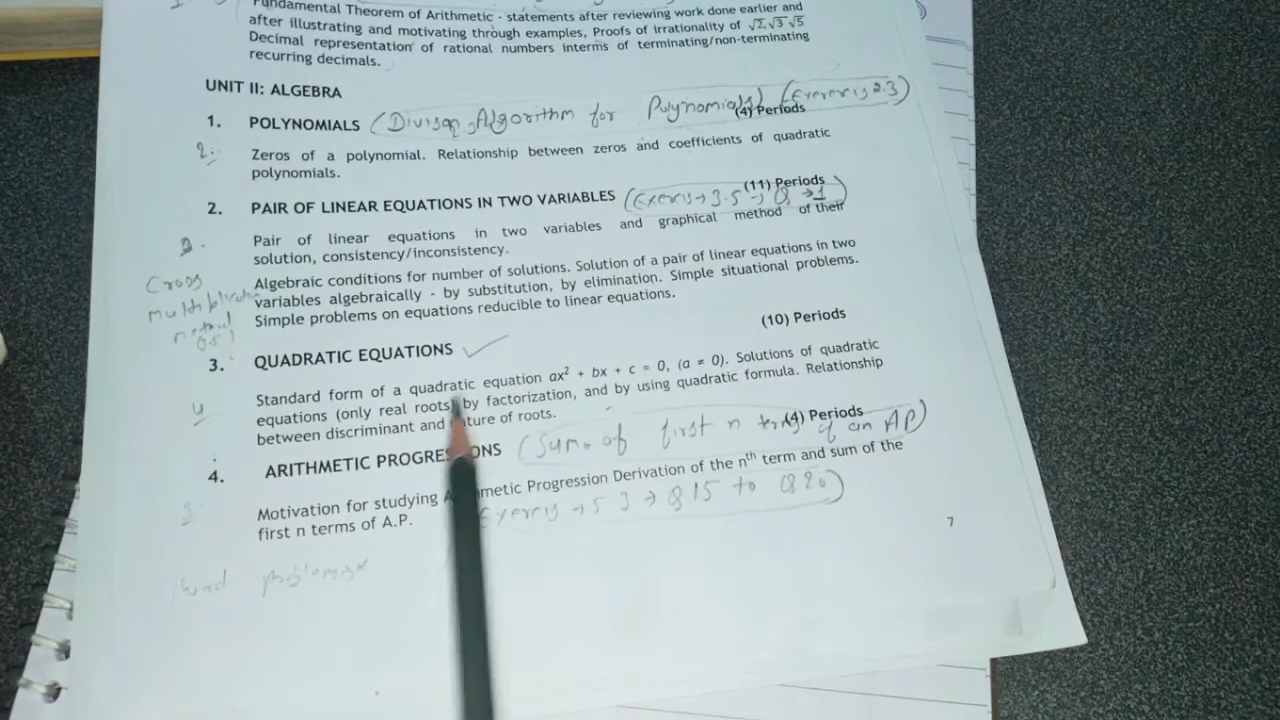 Fundamental Theorem of Arithmetic - statements after reviewing work done earlier and
after illustrating and motivating through examples, Proofs of irrationality of √2, √3 √5
Decimal representation of rational numbers interms of terminating/non-terminating
recurring decimals.
UNIT II: ALGEBRA
1. POLYNOMIALS (Algorithm for Polynomials) (4) Periods
2. Zeros of a polynomial. Relationship between zeros and coefficients of quadratic
polynomials.
2. PAIR OF LINEAR EQUATIONS IN TWO VARIABLES (11) Periods
Pair of linear equations in two variables and graphical method of their
solution, consistency/inconsistency.
Cross
Algebraic conditions for number of solutions. Solution of a pair of linear equations in two
variables algebraically - by substitution, by elimination. Simple situational problems.
Simple problems on equations reducible to linear equations.
(10) Periods
3. QUADRATIC EQUATIONS
4 Standard form of a quadratic equation ax² + bx + c = 0, (a ≠ 0). Solutions of quadratic
equations (only real roots) by factorization, and by using quadratic formula. Relationship
between discriminant and nature of roots.
4. ARITHMETIC PROGRESSIONS (Sum of first n terms of an AP) (4) Periods
Motivation for studying Arithmetic Progression Derivation of the nth term and sum of the
first n terms of A.P.
7